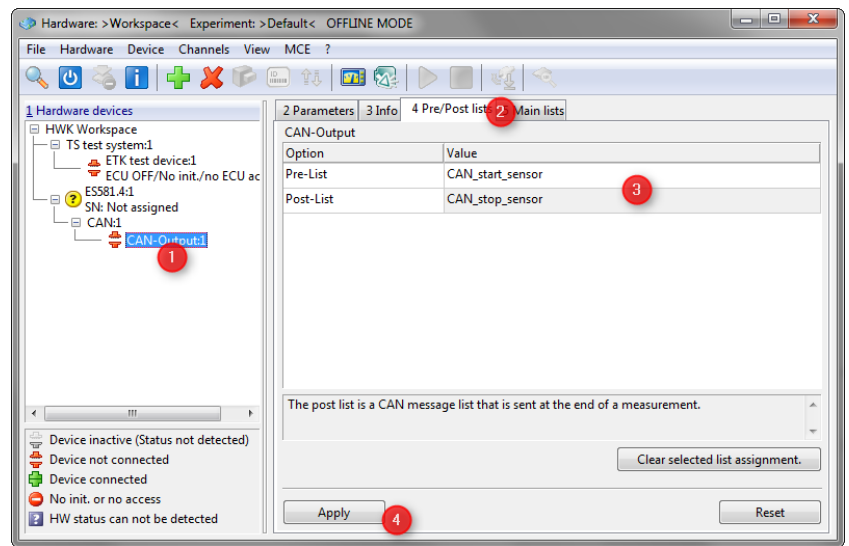 Hardware: >Workspace<  Experiment: >Default<  OFFLINE MODE
File Hardware Device Channels View MCE ?
1 Hardware devices
HWK Workspace
TS test system:1
ETK test device:1
ECU OFF/No init./no ECU ac
ES581.4:1
SN: Not assigned
CAN:1
CAN-Output:1
1
Device inactive (Status not detected)
Device not connected
Device connected
No init. or no access
HW status can not be detected
2 Parameters 3 Info 4 Pre/Post lists 2 Main lists
CAN-Output
Option Value
Pre-List CAN_start_sensor
Post-List CAN_stop_sensor
3
The post list is a CAN message list that is sent at the end of a measurement.
Clear selected list assignment.
Apply 4 Reset